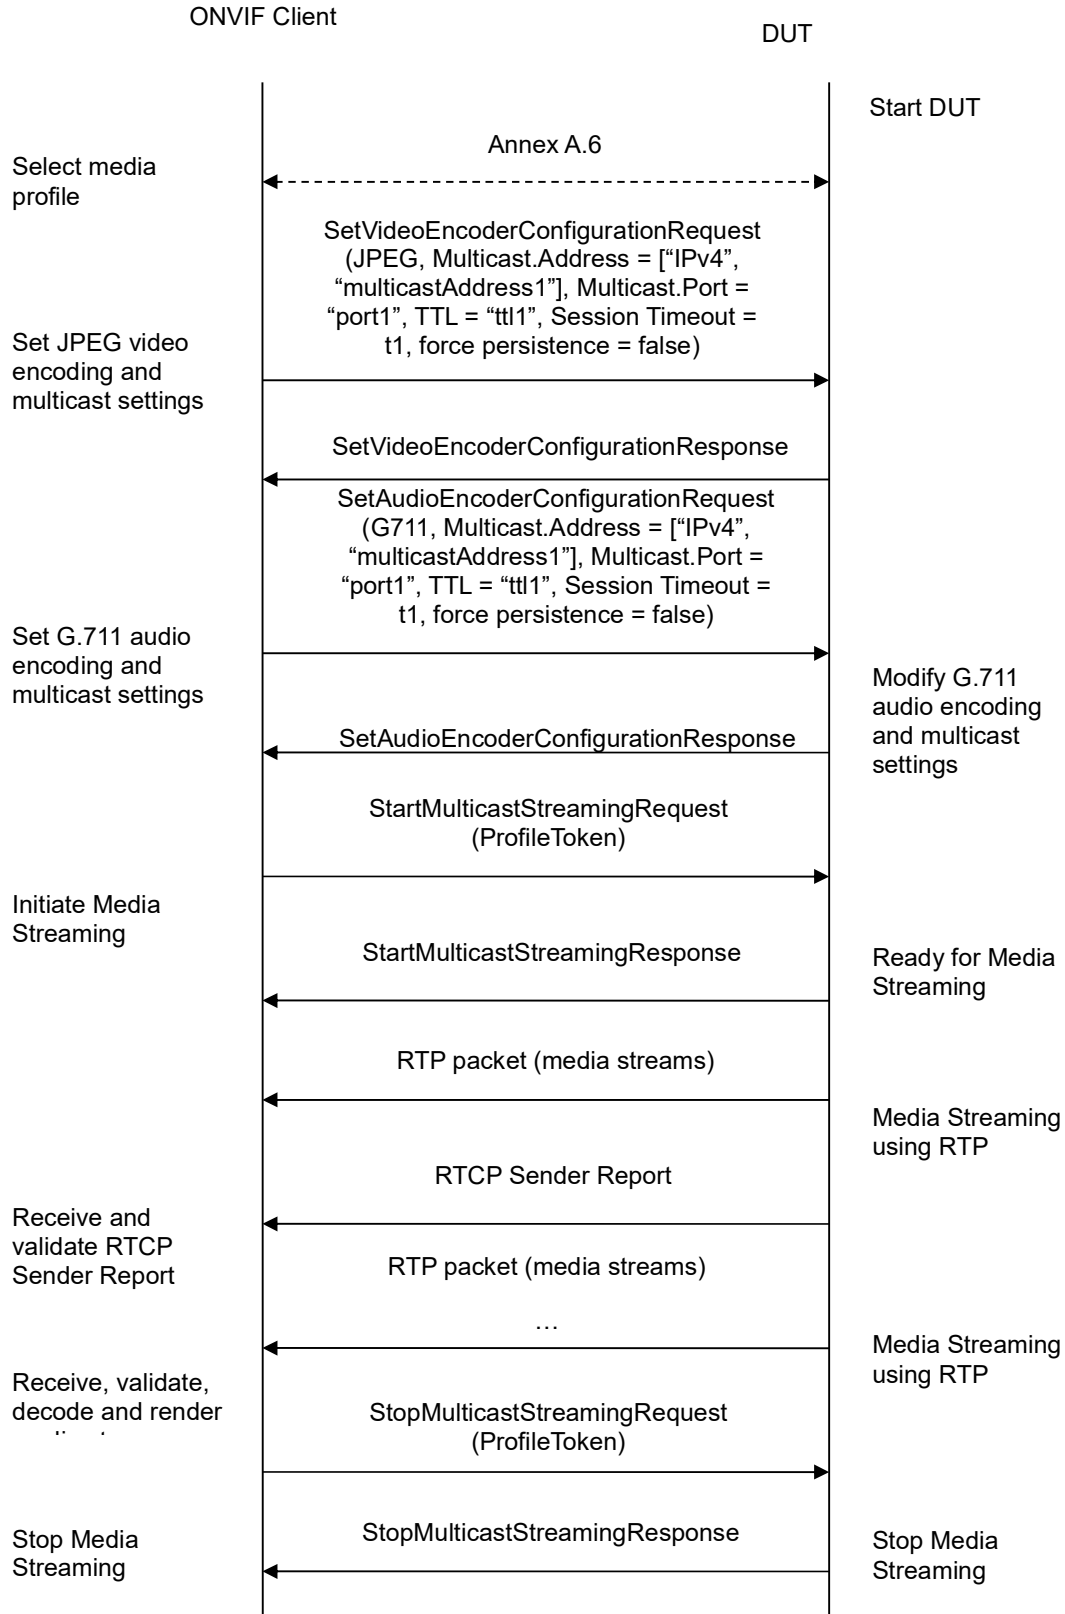 ONVIF Client
DUT
Start DUT
Annex A.6
Select media
profile
SetVideoEncoderConfigurationRequest
(JPEG, Multicast.Address = [“IPv4”,
“multicastAddress1”], Multicast.Port =
“port1”, TTL = “ttl1”, Session Timeout =
t1, force persistence = false)
Set JPEG video
encoding and
multicast settings
SetVideoEncoderConfigurationResponse
SetAudioEncoderConfigurationRequest
(G711, Multicast.Address = [“IPv4”,
“multicastAddress1”], Multicast.Port =
“port1”, TTL = “ttl1”, Session Timeout =
t1, force persistence = false)
Set G.711 audio
encoding and
multicast settings
Modify G.711
audio encoding
and multicast
settings
SetAudioEncoderConfigurationResponse
StartMulticastStreamingRequest
(ProfileToken)
Initiate Media
Streaming
StartMulticastStreamingResponse
Ready for Media
Streaming
RTP packet (media streams)
Media Streaming
using RTP
RTCP Sender Report
Receive and
validate RTCP
Sender Report
RTP packet (media streams)
…
Media Streaming
using RTP
Receive, validate,
decode and render
StopMulticastStreamingRequest
(ProfileToken)
StopMulticastStreamingResponse
Stop Media
Streaming
Stop Media
Streaming